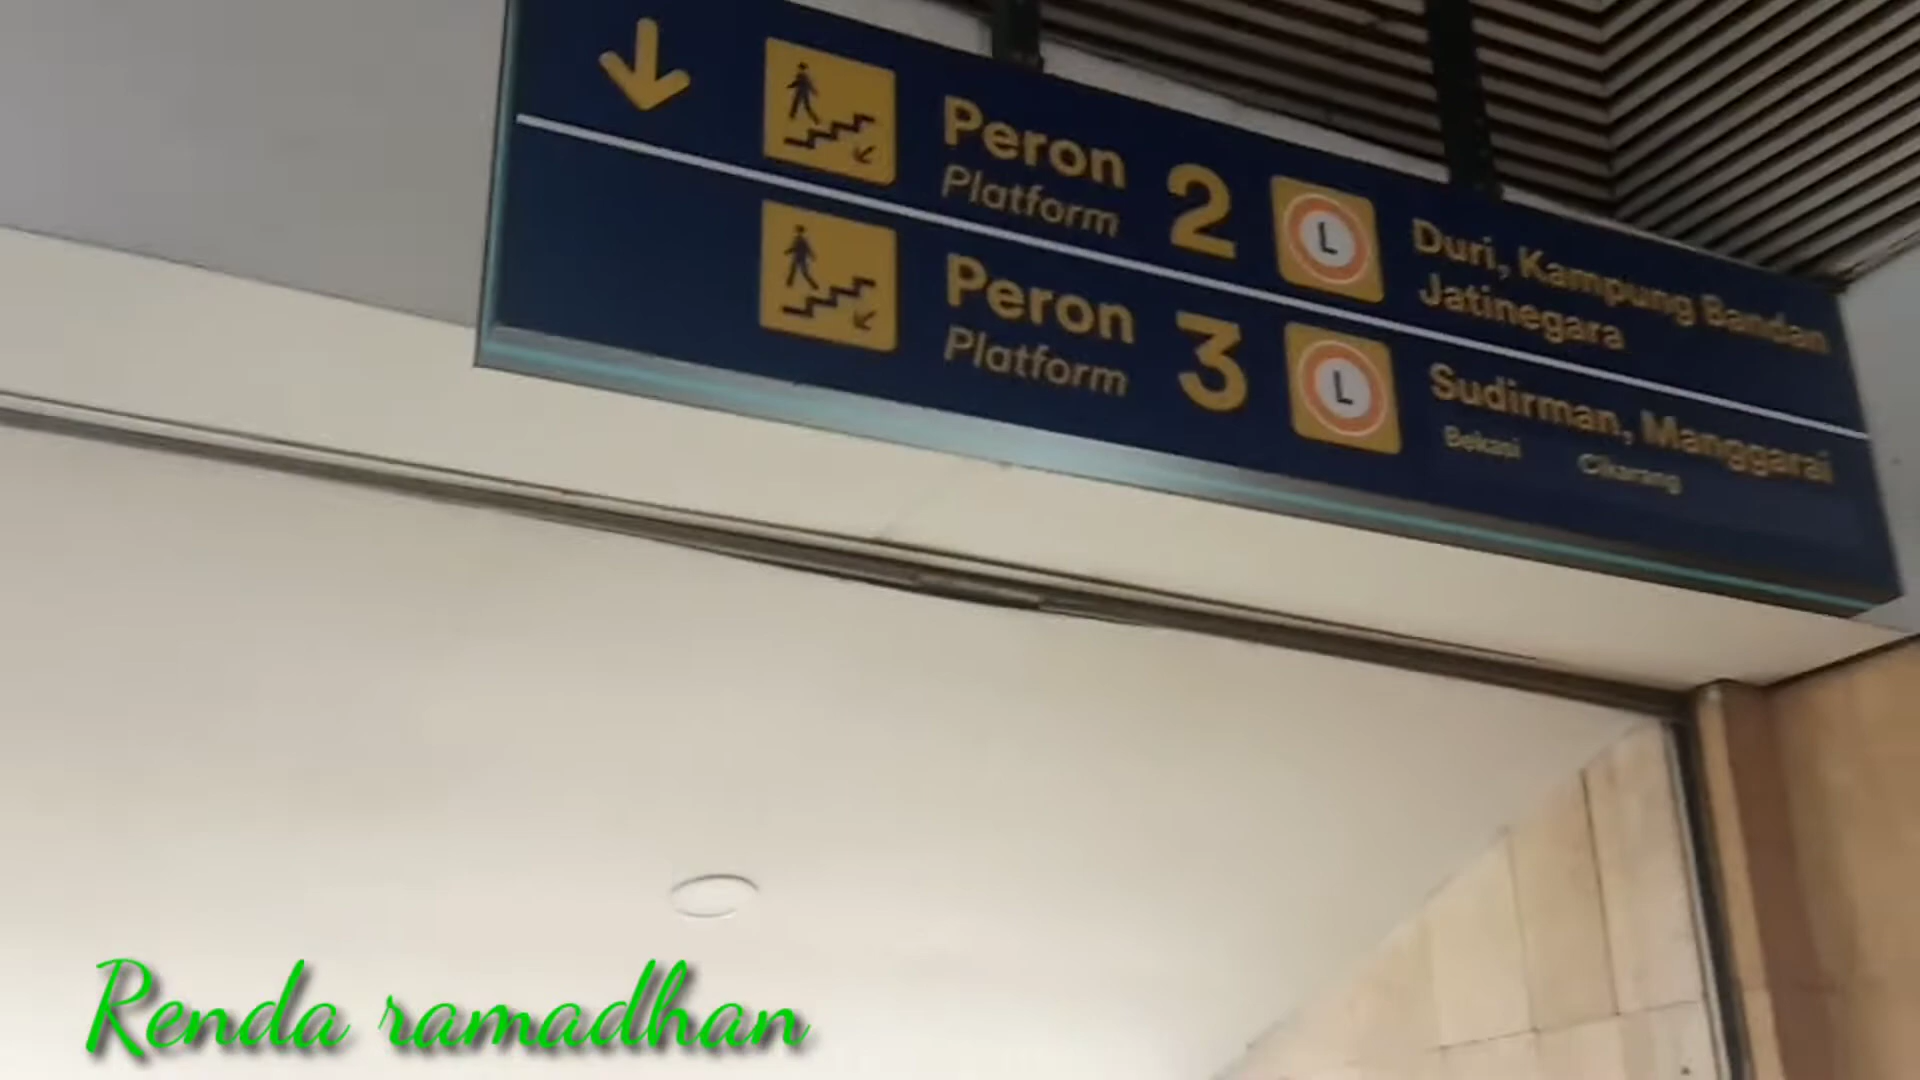 Peron
Platform
2
L
Duri, Kampung Bandan
Jatinegara
Peron
Platform
3
L
Sudirman, Manggarai
Bekasi Cikarang
Renda ramadhan